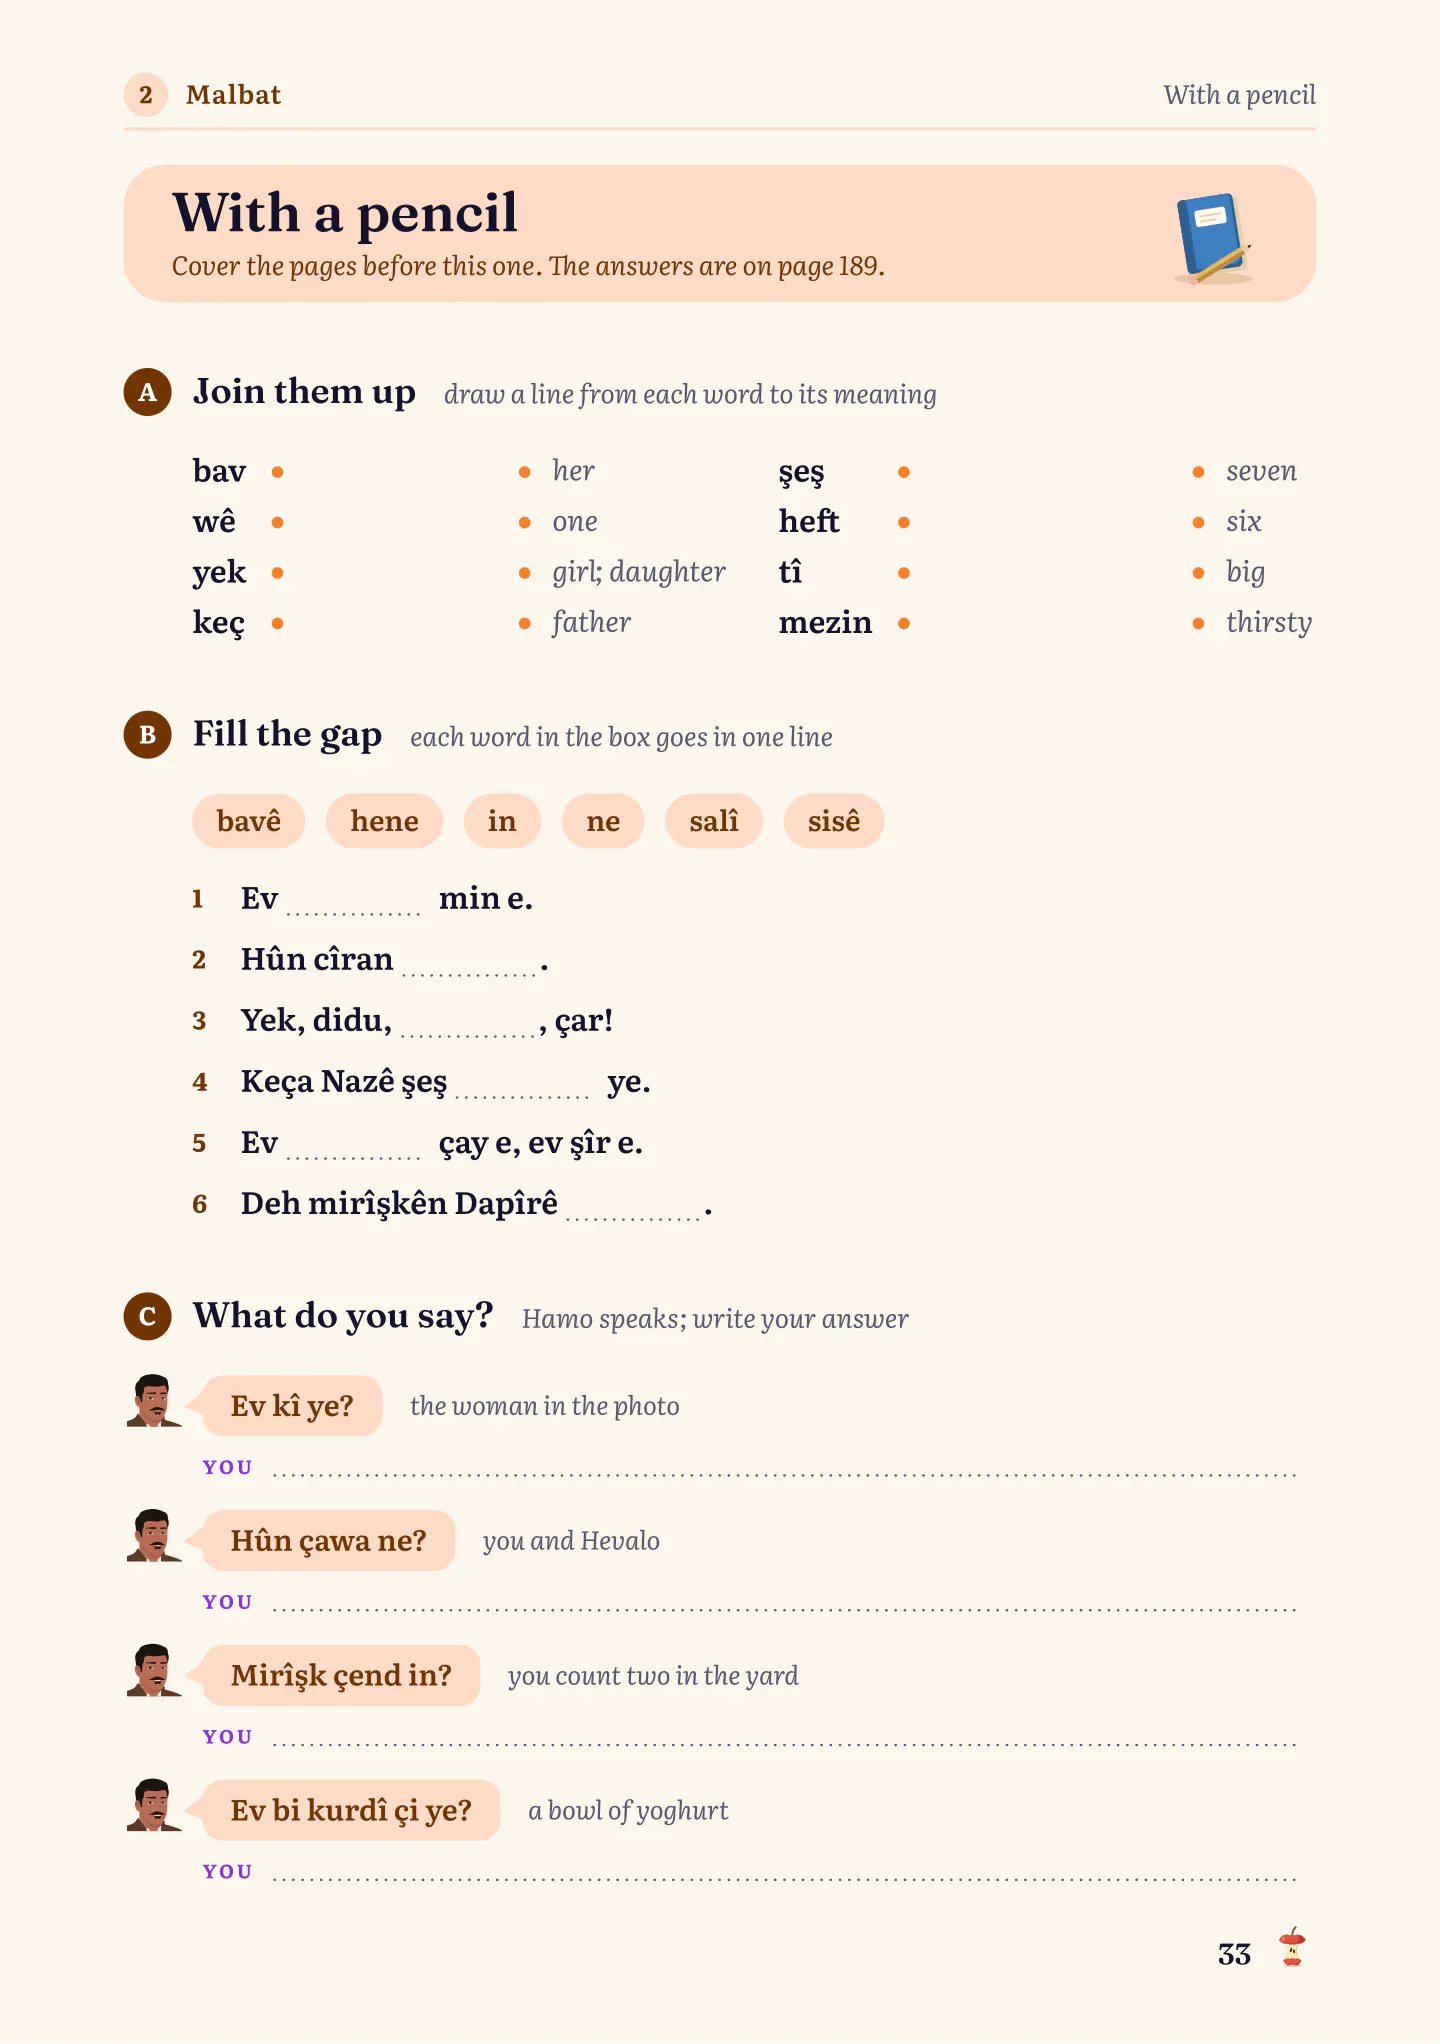 2 Malbat
With a pencil
With a pencil
Cover the pages before this one. The answers are on page 189.
A Join them up draw a line from each word to its meaning
bav • • her şeş • • seven
wê • • one heft • • six
yek • • girl; daughter tî • • big
keç • • father mezin • • thirsty
B Fill the gap each word in the box goes in one line
bavê hene in ne salî sisê
1 Ev ............... min e.
2 Hûn cîran ............... .
3 Yek, didu, ............... , çar!
4 Keça Nazê şeş ............... ye.
5 Ev ............... çay e, ev şîr e.
6 Deh mirîşkên Dapîrê ............... .
C What do you say? Hamo speaks; write your answer
Ev kî ye? the woman in the photo
YOU
Hûn çawa ne? you and Hevalo
YOU
Mirîşk çend in? you count two in the yard
YOU
Ev bi kurdî çi ye? a bowl of yoghurt
YOU
33